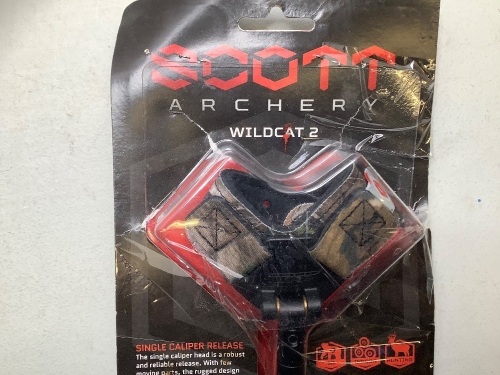 SCOTT
ARCHERY
WILDCAT 2
SINGLE CALIPER RELEASE
The single caliper head is a robust
and reliable release. With few
moving parts, the rugged design
HUNTING